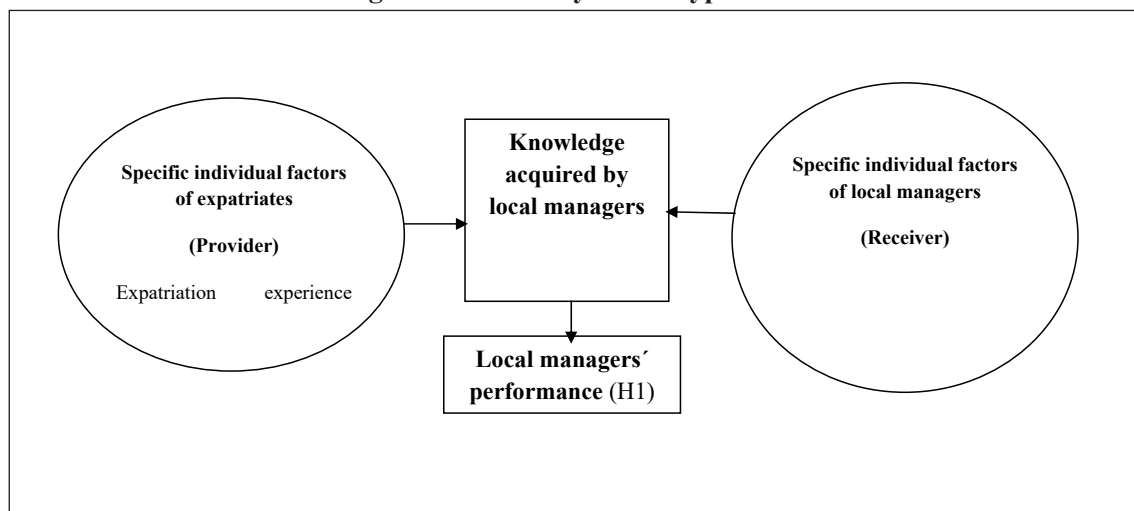 Specific individual factors
of expatriates
(Provider)
Expatriation experience
Knowledge
acquired by
local managers
Local managers´
performance (H1)
Specific individual factors
of local managers
(Receiver)